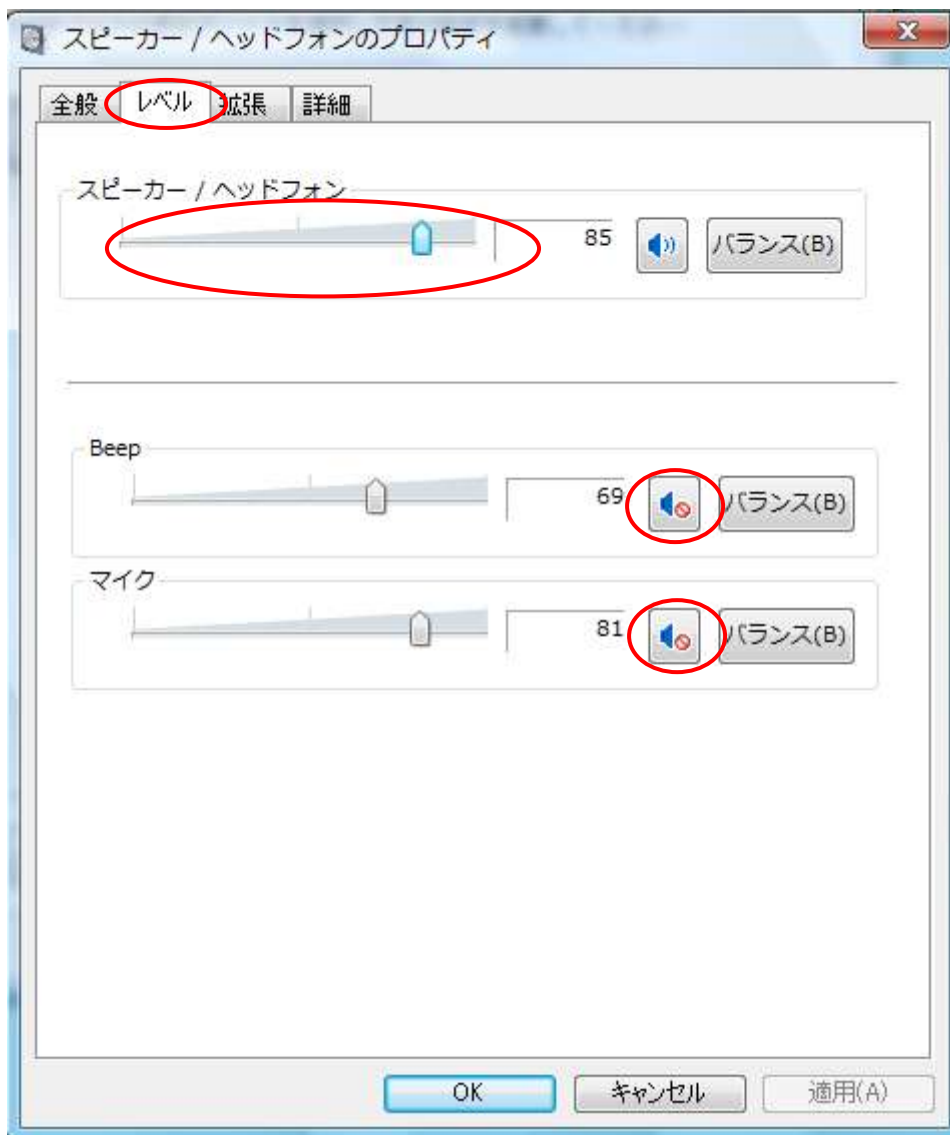 スピーカー / ヘッドフォンのプロパティ
全般 レベル 拡張 詳細
スピーカー / ヘッドフォン
85 バランス(B)
Beep
69 バランス(B)
マイク
81 バランス(B)
OK キャンセル 適用(A)